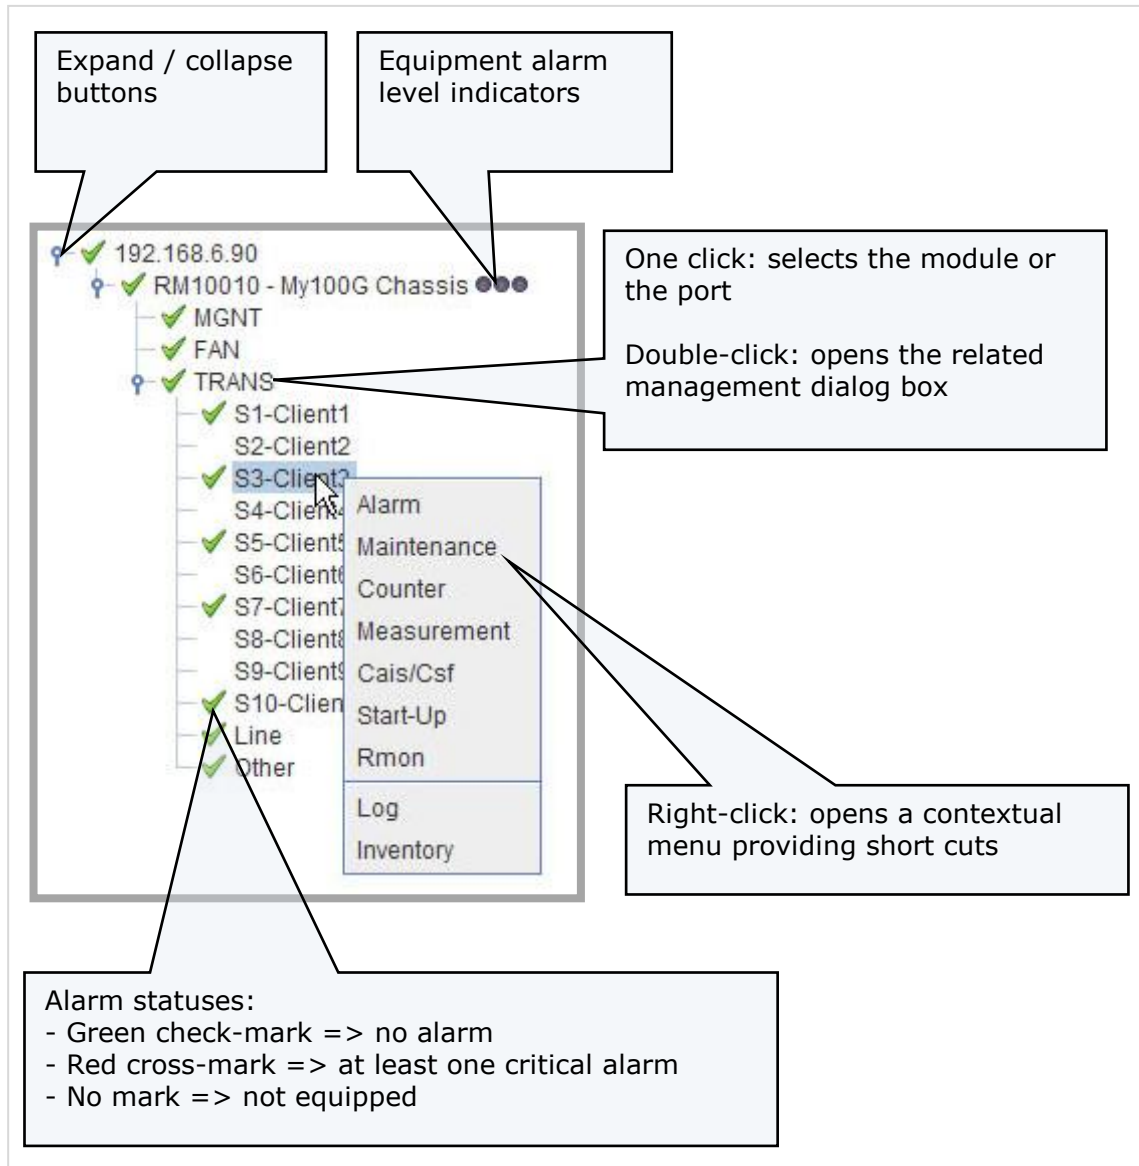 Expand / collapse
buttons
Equipment alarm
level indicators
192.168.6.90
RM10010 - My100G Chassis
MGNT
FAN
TRANS
S1-Client1
S2-Client2
S3-Client3
S4-Client4
S5-Client5
S6-Client6
S7-Client7
S8-Client8
S9-Client9
S10-Clien
Line
Other
Alarm
Maintenance
Counter
Measurement
Cais/Csf
Start-Up
Rmon
Log
Inventory
One click: selects the module or
the port
Double-click: opens the related
management dialog box
Right-click: opens a contextual
menu providing short cuts
Alarm statuses:
- Green check-mark => no alarm
- Red cross-mark => at least one critical alarm
- No mark => not equipped